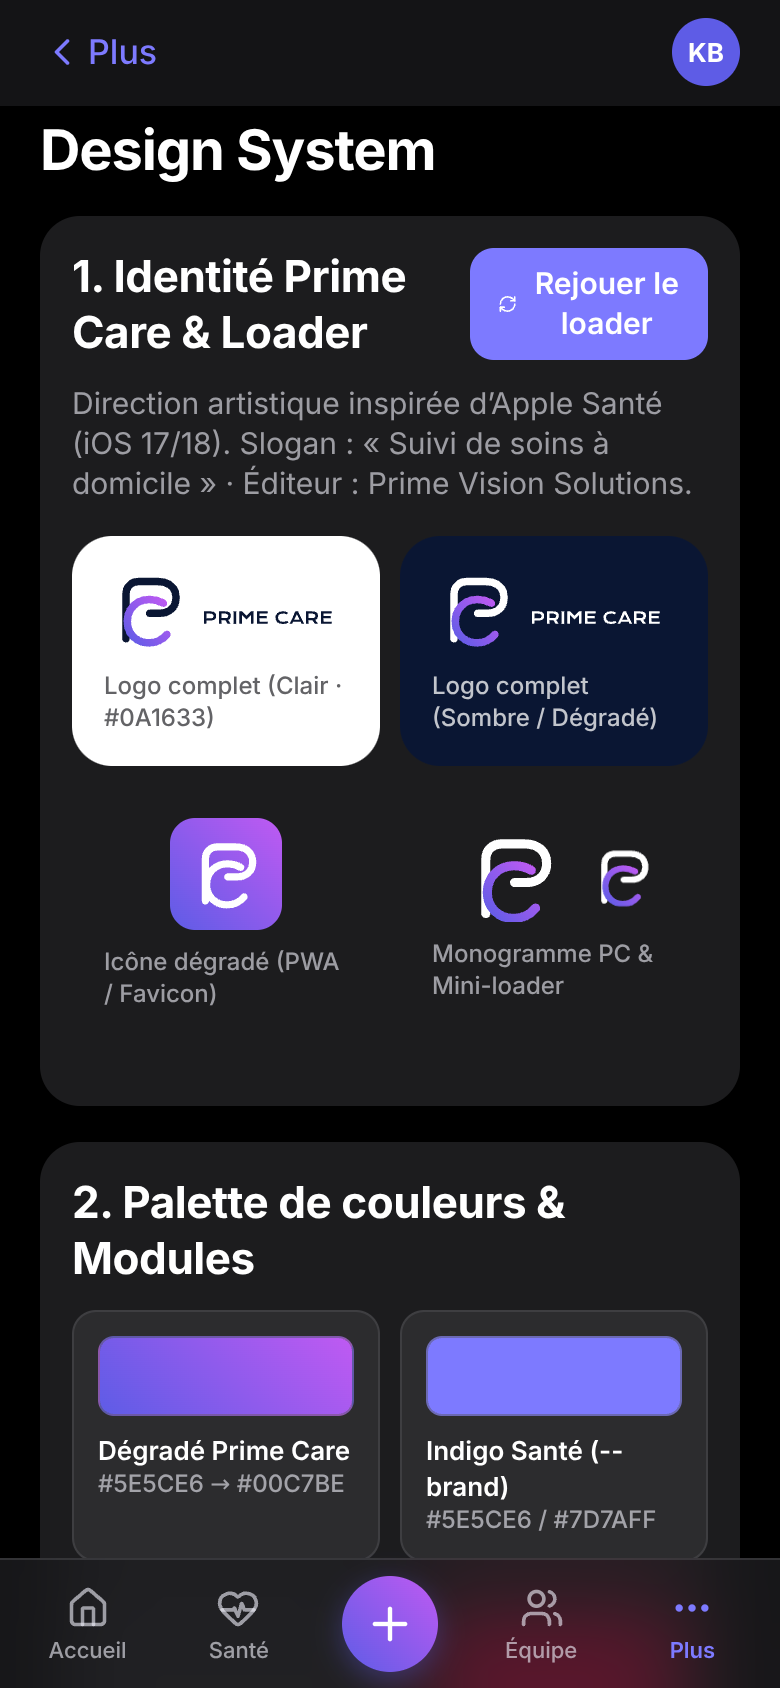 Plus
KB
Design System
1. Identité Prime
Care & Loader
Rejouer le
loader
Direction artistique inspirée d’Apple Santé
(iOS 17/18). Slogan : « Suivi de soins à
domicile » · Éditeur : Prime Vision Solutions.
PRIME CARE
Logo complet (Clair ·
#0A1633)
PRIME CARE
Logo complet
(Sombre / Dégradé)
Icône dégradé (PWA
/ Favicon)
Monogramme PC &
Mini-loader
2. Palette de couleurs &
Modules
Dégradé Prime Care
#5E5CE6 → #00C7BE
Indigo Santé (--
brand)
#5E5CE6 / #7D7AFF
Accueil
Santé
Équipe
Plus